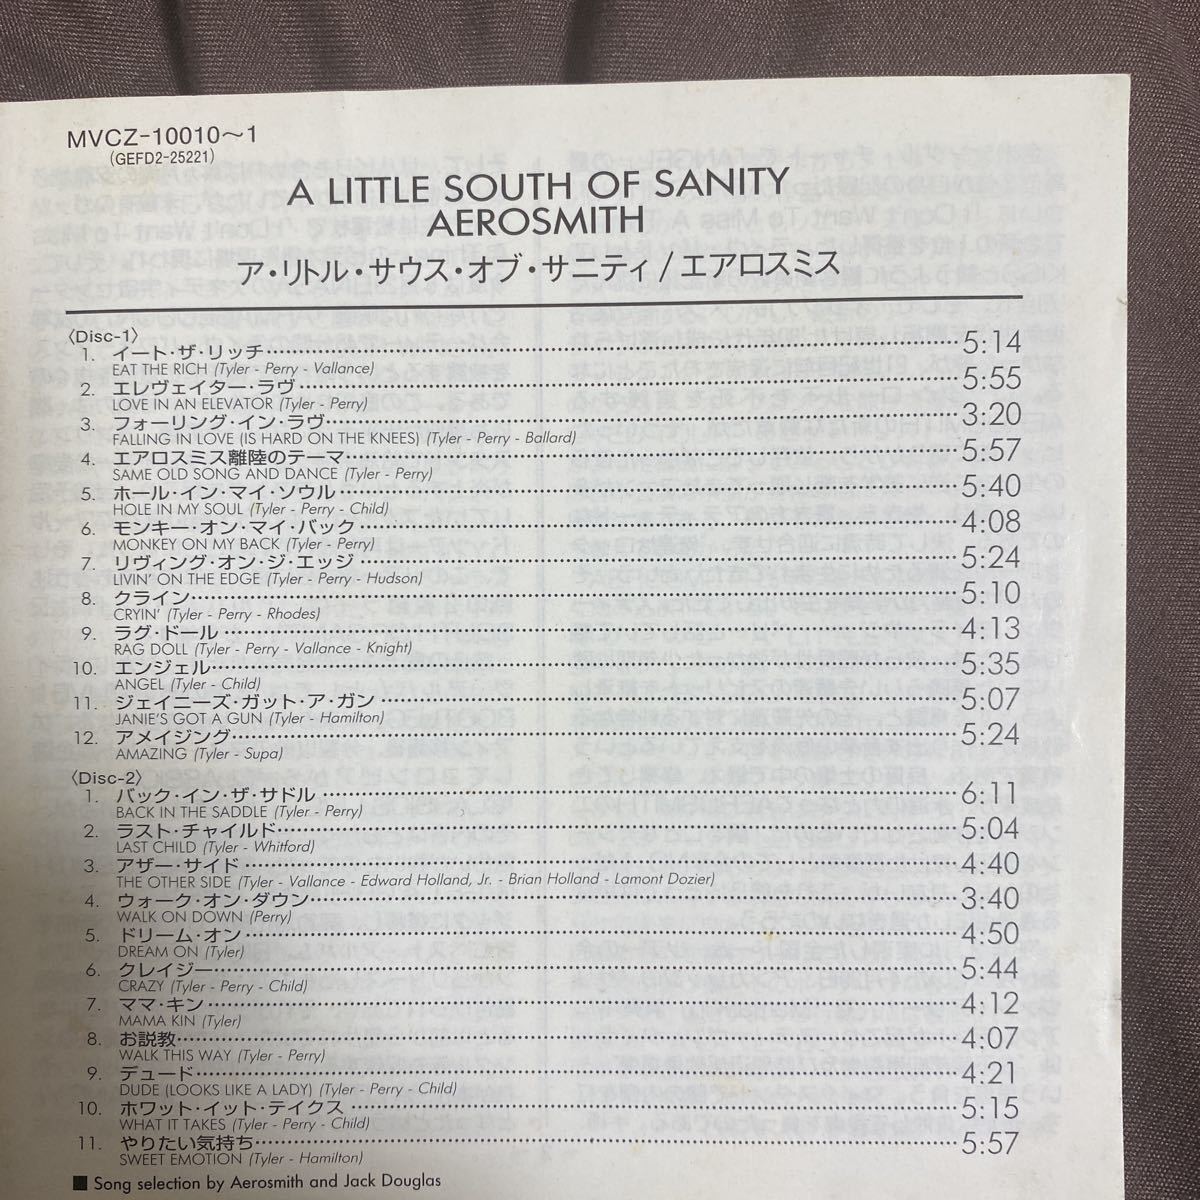 MVCZ-10010〜1
(GEFD2-25221)
A LITTLE SOUTH OF SANITY
AEROSMITH
ア・リトル・サウス・オブ・サニティ / エアロスミス
〈Disc-1〉
1. イート・ザ・リッチ 5:14
EAT THE RICH (Tyler - Perry - Vallance)
2. エレヴェイター・ラヴ 5:55
LOVE IN AN ELEVATOR (Tyler - Perry)
3. フォーリング・イン・ラヴ 3:20
FALLING IN LOVE (IS HARD ON THE KNEES) (Tyler - Perry - Ballard)
4. エアロスミス離陸のテーマ 5:57
SAME OLD SONG AND DANCE (Tyler - Perry)
5. ホール・イン・マイ・ソウル 5:40
HOLE IN MY SOUL (Tyler - Perry - Child)
6. モンキー・オン・マイ・バック 4:08
MONKEY ON MY BACK (Tyler - Perry)
7. リヴィング・オン・ジ・エッジ 5:24
LIVIN' ON THE EDGE (Tyler - Perry - Hudson)
8. クライン 5:10
CRYIN' (Tyler - Perry - Rhodes)
9. ラグ・ドール 4:13
RAG DOLL (Tyler - Perry - Vallance - Knight)
10. エンジェル 5:35
ANGEL (Tyler - Child)
11. ジェイニーズ・ガット・ア・ガン 5:07
JANIE'S GOT A GUN (Tyler - Hamilton)
12. アメイジング 5:24
AMAZING (Tyler - Supa)
〈Disc-2〉
1. バック・イン・ザ・サドル 6:11
BACK IN THE SADDLE (Tyler - Perry)
2. ラスト・チャイルド 5:04
LAST CHILD (Tyler - Whitford)
3. アザー・サイド 4:40
THE OTHER SIDE (Tyler - Vallance - Edward Holland, Jr. - Brian Holland - Lamont Dozier)
4. ウォーク・オン・ダウン 3:40
WALK ON DOWN (Perry)
5. ドリーム・オン 4:50
DREAM ON (Tyler)
6. クレイジー 5:44
CRAZY (Tyler - Perry - Child)
7. ママ・キン 4:12
MAMA KIN (Tyler)
8. お説教 4:07
WALK THIS WAY (Tyler - Perry)
9. デュード 4:21
DUDE (LOOKS LIKE A LADY) (Tyler - Perry - Child)
10. ホワット・イット・テイクス 5:15
WHAT IT TAKES (Tyler - Perry - Child)
11. やりたい気持ち 5:57
SWEET EMOTION (Tyler - Hamilton)
■ Song selection by Aerosmith and Jack Douglas